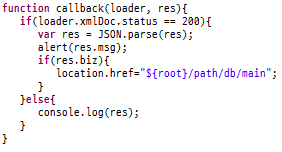 function callback(loader, res){
   if(loader.xmlDoc.status == 200){
      var res = JSON.parse(res);
      alert(res.msg);
      if(res.biz){
         location.href="${root}/path/db/main";
      }
   }else{
      console.log(res);
   }
}